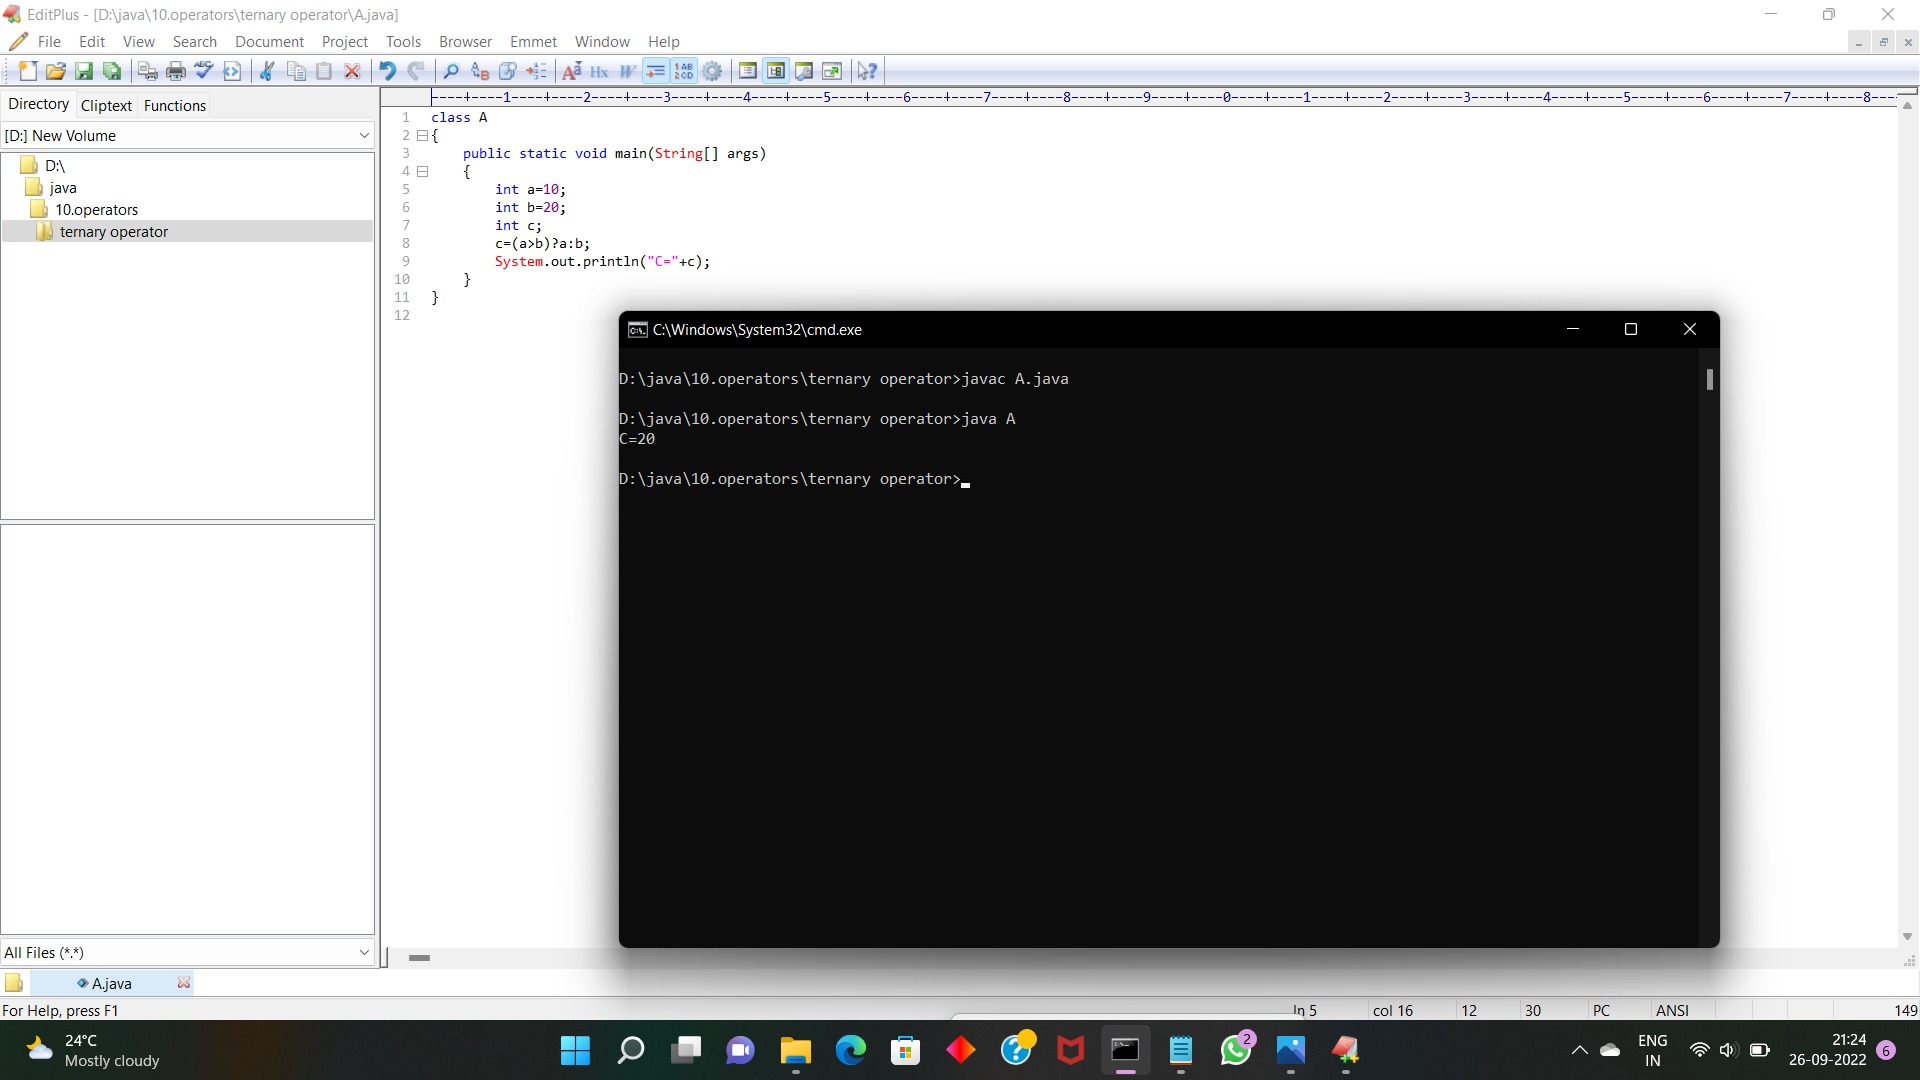 EditPlus - [D:\java\10.operators\ternary operator\A.java]
File Edit View Search Document Project Tools Browser Emmet Window Help
Directory Cliptext Functions
[D:] New Volume
D:\
java
10.operators
ternary operator
----+----1----+----2----+----3----+----4----+----5----+----6----+----7----+----8----+----9----+----0----+----1----+----2----+----3----+----4----+----5----+----6----+----7----+----8---
1 class A
2 {
3 public static void main(String[] args)
4 {
5 int a=10;
6 int b=20;
7 int c;
8 c=(a>b)?a:b;
9 System.out.println("C="+c);
10 }
11 }
12
C:\Windows\System32\cmd.exe
D:\java\10.operators\ternary operator>javac A.java
D:\java\10.operators\ternary operator>java A
C=20
D:\java\10.operators\ternary operator>
All Files (*.*)
A.java
For Help, press F1 ln 5 col 16 12 30 PC ANSI 149
24°C
Mostly cloudy
2
ENG
IN
21:24
26-09-2022
6